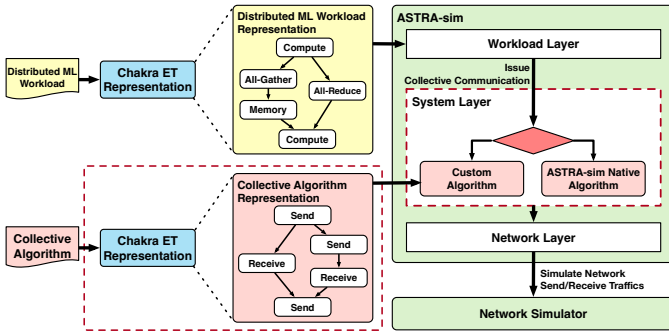 Distributed ML
Workload
Chakra ET
Representation
Distributed ML Workload
Representation
Compute
All-Gather
All-Reduce
Memory
Compute
Collective
Algorithm
Chakra ET
Representation
Collective Algorithm
Representation
Send
Send
Receive
Receive
Send
ASTRA-sim
Workload Layer
Issue
Collective Communication
System Layer
Custom
Algorithm
ASTRA-sim Native
Algorithm
Network Layer
Simulate Network
Send/Receive Traffics
Network Simulator